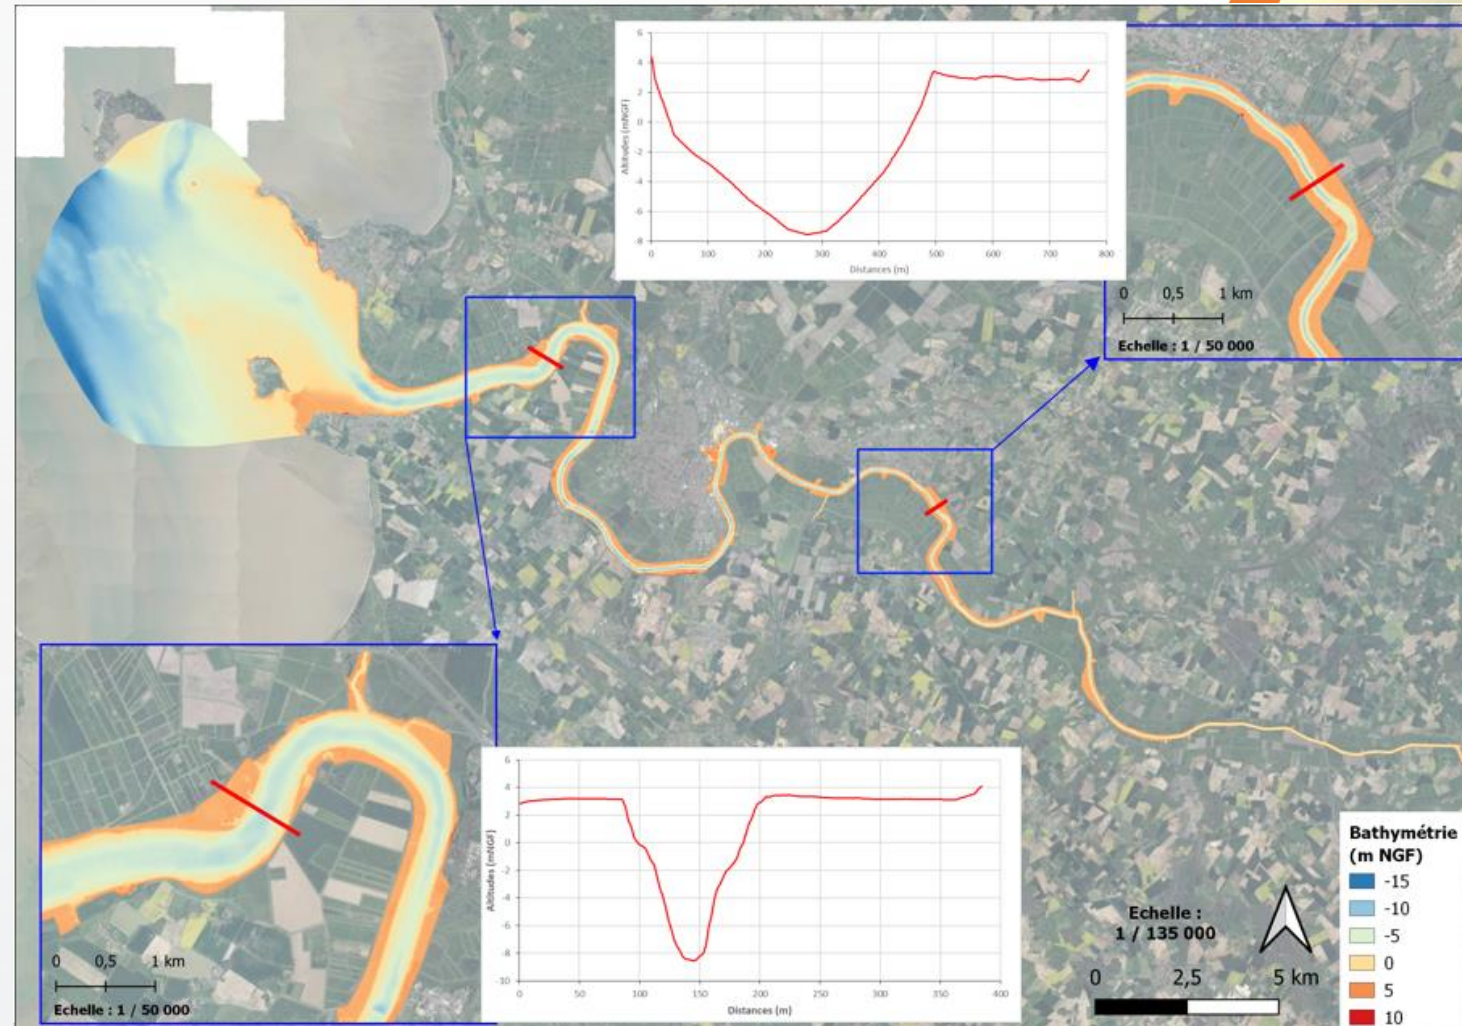 6
4
2
0
-2
-4
-6
-8
Altitudes (mNGF)
0 100 200 300 400 500 600 700 800
Distances (m)
0 0,5 1 km
Echelle : 1 / 50 000
0 0,5 1 km
Echelle : 1 / 50 000
6
4
2
0
-2
-4
-6
-8
-10
Altitudes (mNGF)
0 50 100 150 200 250 300 350 400
Distances (m)
Echelle :
1 / 135 000
0 2,5 5 km
Bathymétrie
(m NGF)
-15
-10
-5
0
5
10